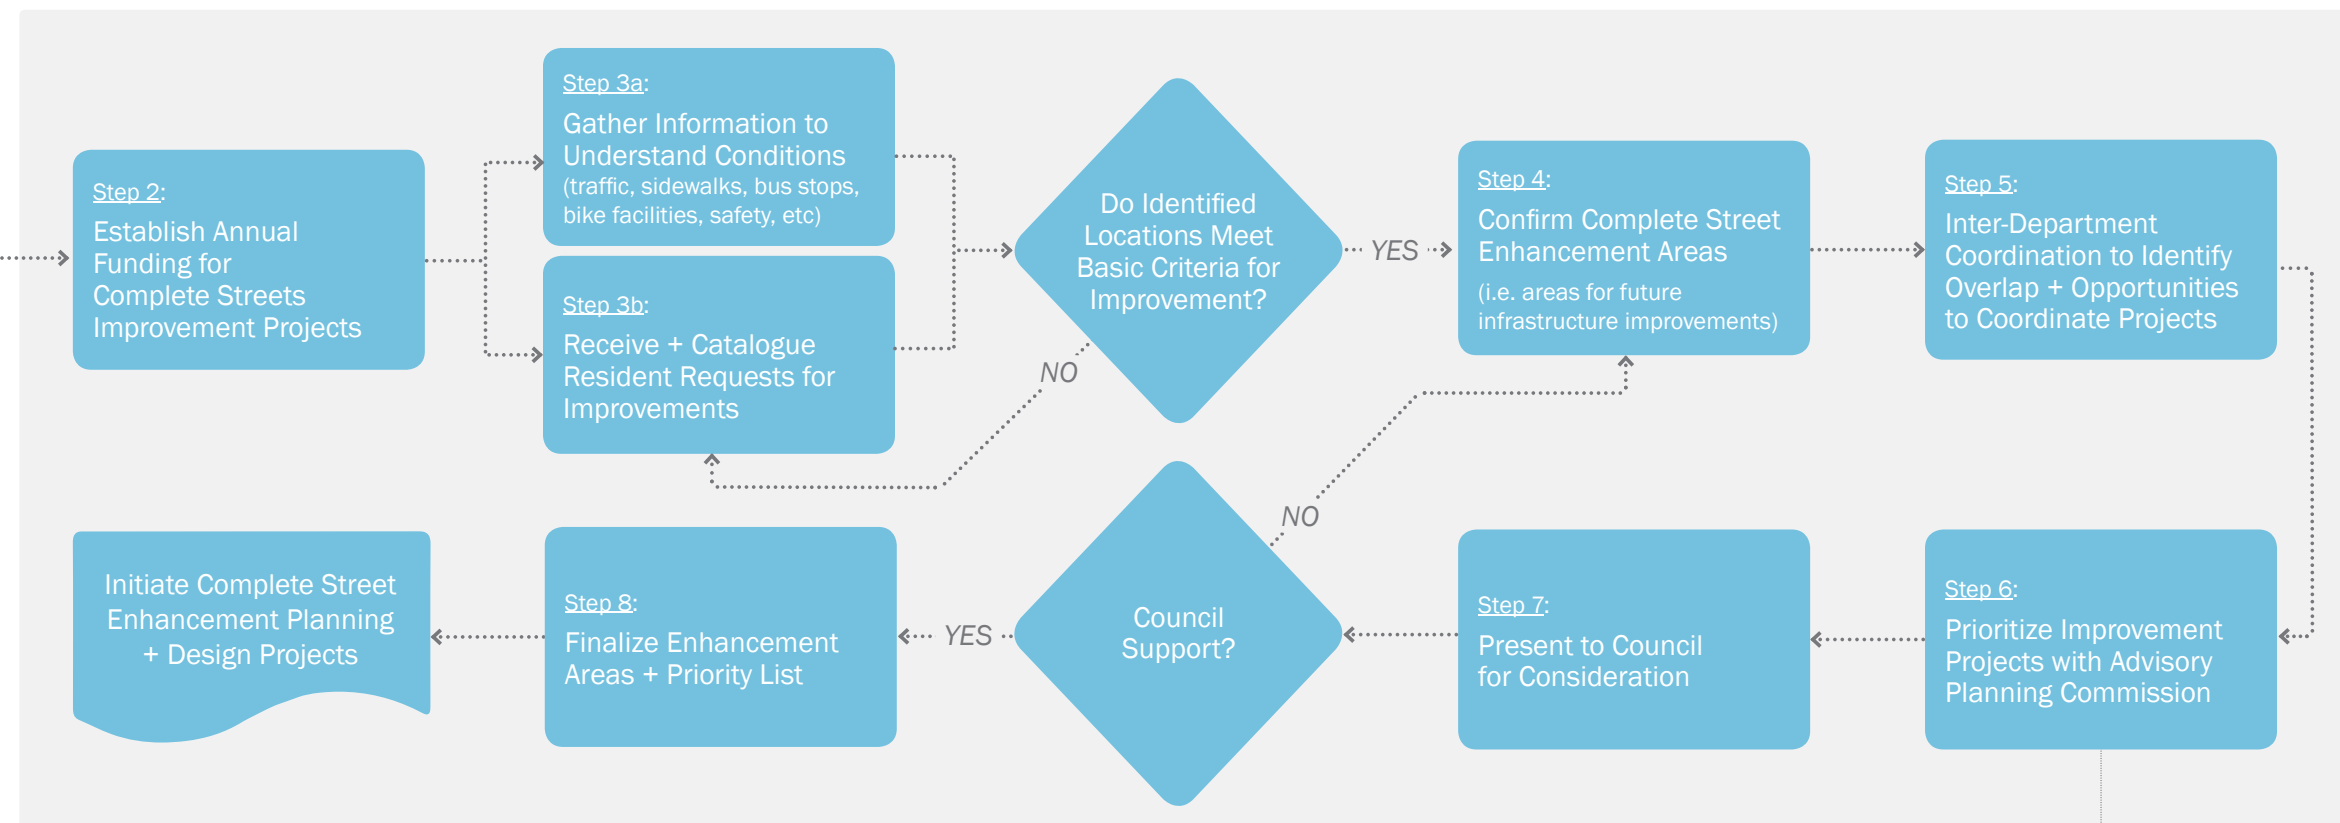 Step 2:
Establish Annual
Funding for
Complete Streets
Improvement Projects
Step 3a:
Gather Information to
Understand Conditions
(traffic, sidewalks, bus stops,
bike facilities, safety, etc)
Step 3b:
Receive + Catalogue
Resident Requests for
Improvements
Do Identified
Locations Meet
Basic Criteria for
Improvement?
NO
YES
Step 4:
Confirm Complete Street
Enhancement Areas
(i.e. areas for future
infrastructure improvements)
Step 5:
Inter-Department
Coordination to Identify
Overlap + Opportunities
to Coordinate Projects
Step 6:
Prioritize Improvement
Projects with Advisory
Planning Commission
Step 7:
Present to Council
for Consideration
Council
Support?
NO
YES
Step 8:
Finalize Enhancement
Areas + Priority List
Initiate Complete Street
Enhancement Planning
+ Design Projects